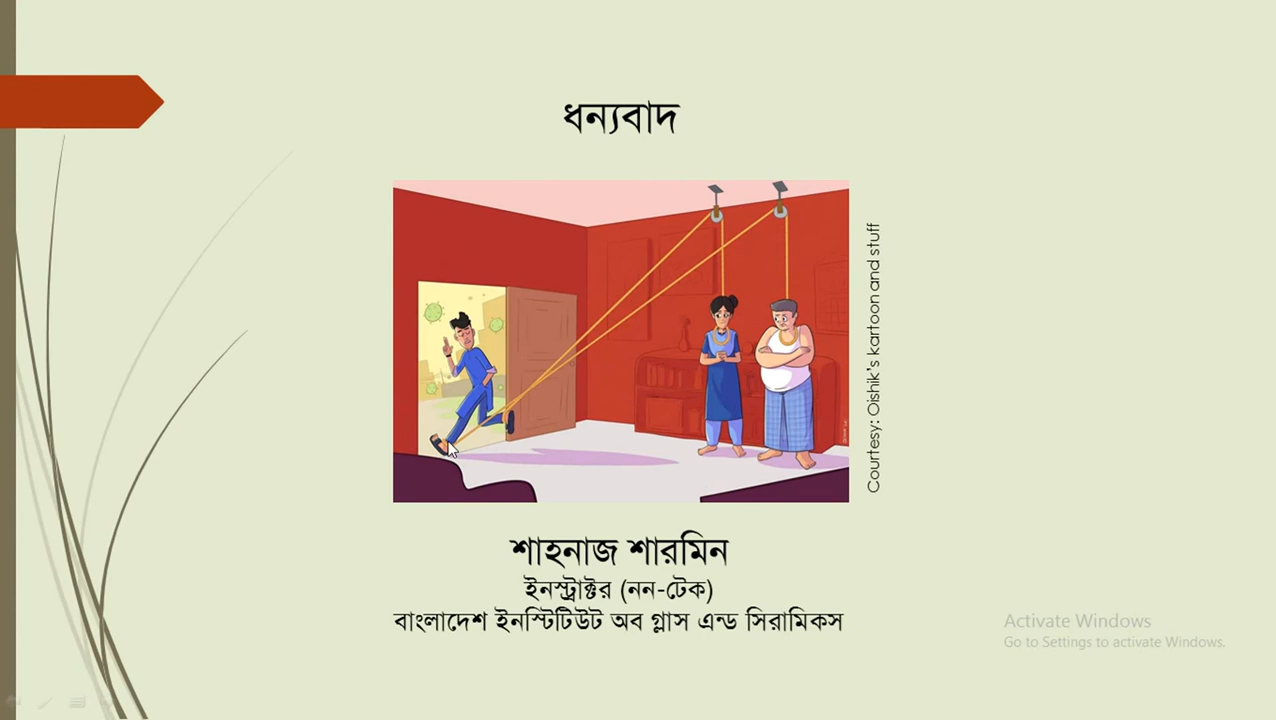 ধন্যবাদ
Courtesy: Oishik's kartoon and stuff
শাহনাজ শারমিন
ইনস্ট্রাক্টর (নন-টেক)
বাংলাদেশ ইনস্টিটিউট অব গ্লাস এন্ড সিরামিকস
Activate Windows
Go to Settings to activate Windows.